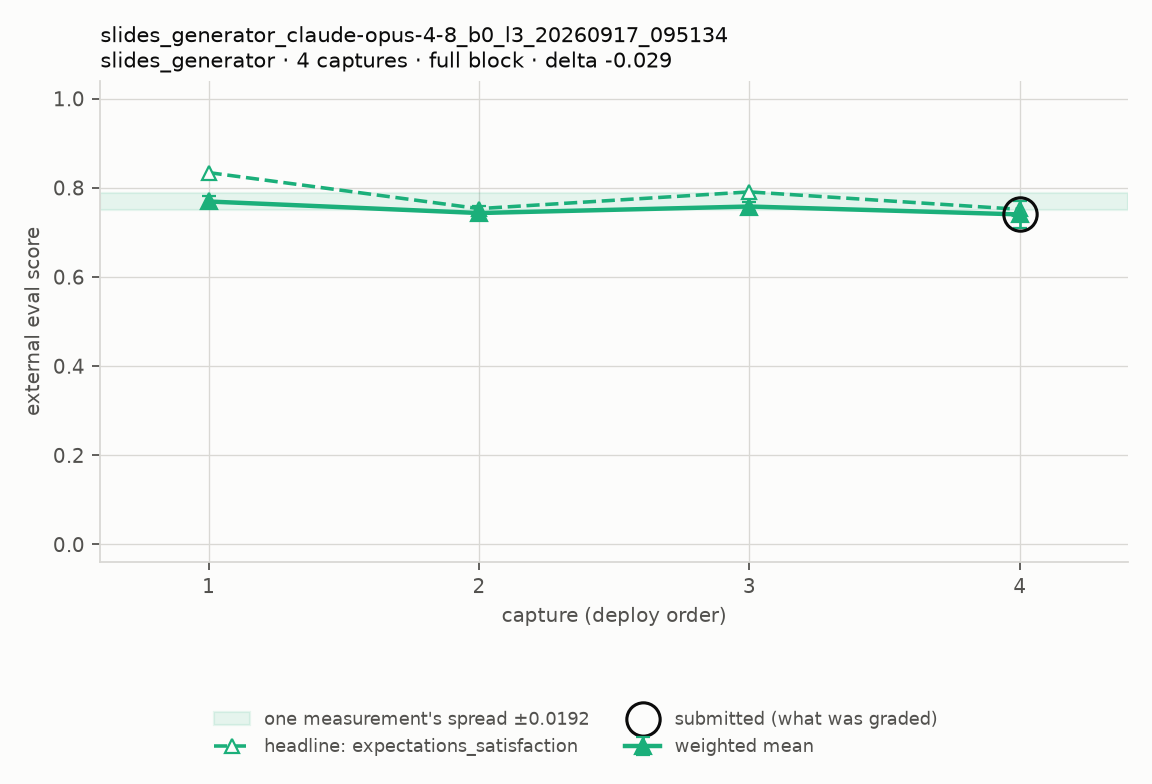 slides_generator_claude-opus-4-8_b0_l3_20260917_095134
slides_generator · 4 captures · full block · delta -0.029
1.0
0.8
0.6
0.4
0.2
0.0
external eval score
1 2 3 4
capture (deploy order)
one measurement's spread ±0.0192
headline: expectations_satisfaction
submitted (what was graded)
weighted mean